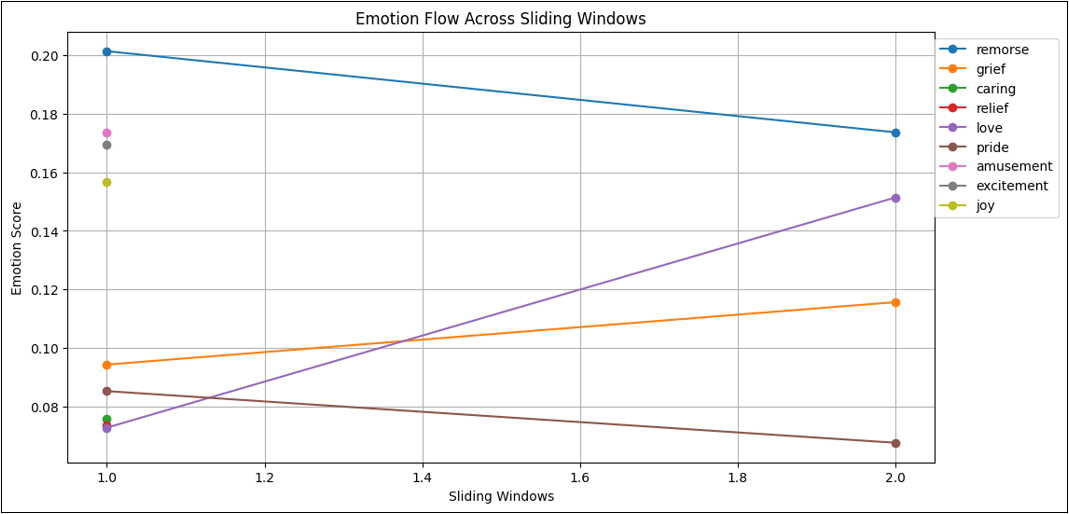 Emotion Flow Across Sliding Windows
0.20
0.18
0.16
0.14
0.12
0.10
0.08
Emotion Score
1.0
1.2
1.4
1.6
1.8
2.0
Sliding Windows
remorse
grief
caring
relief
love
pride
amusement
excitement
joy